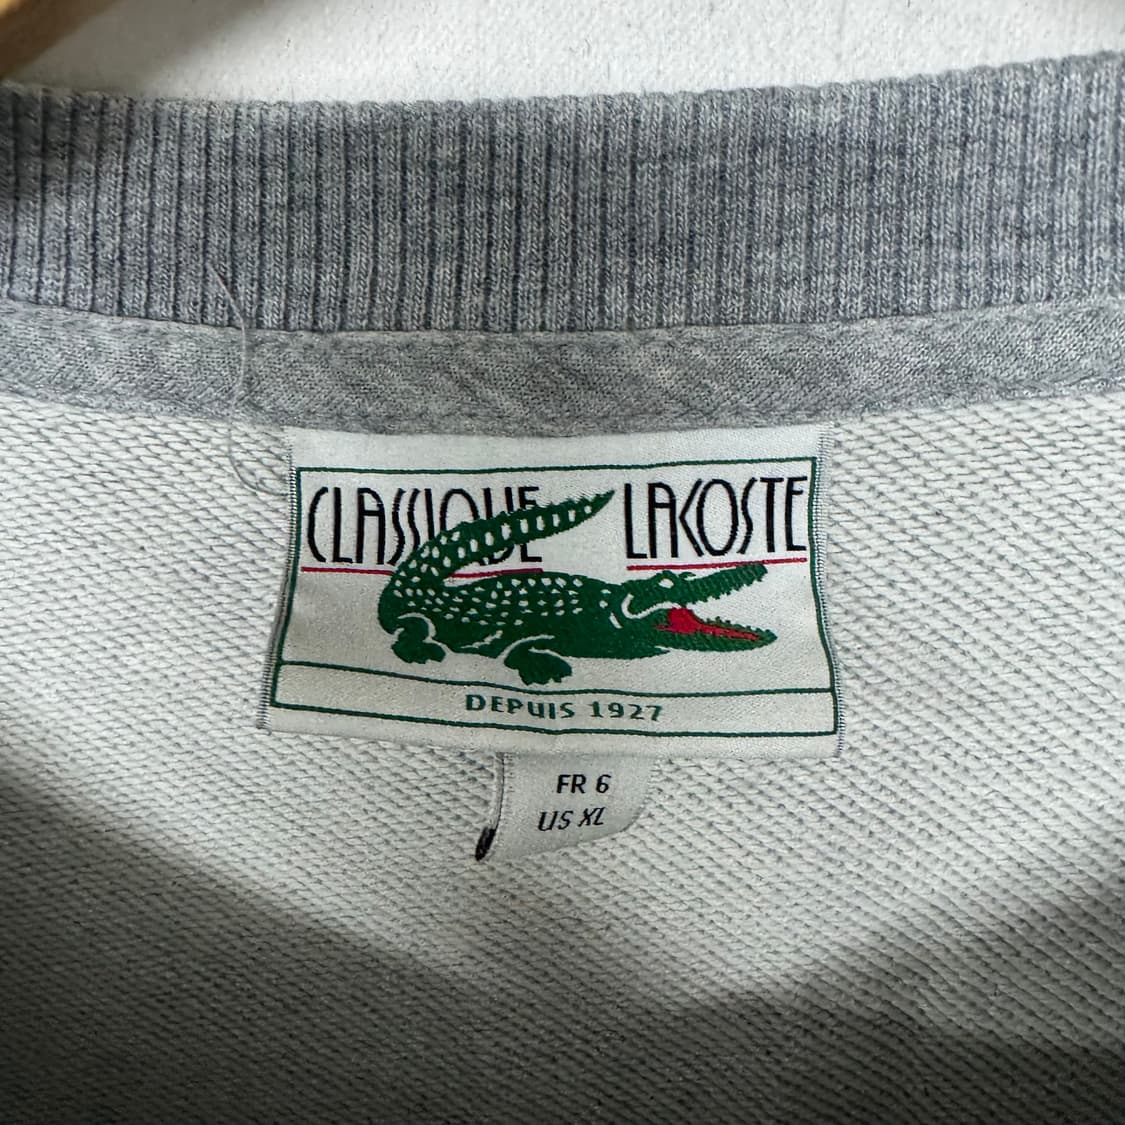 CLASSIQUE LACOSTE
DEPUIS 1927
FR 6
US XL